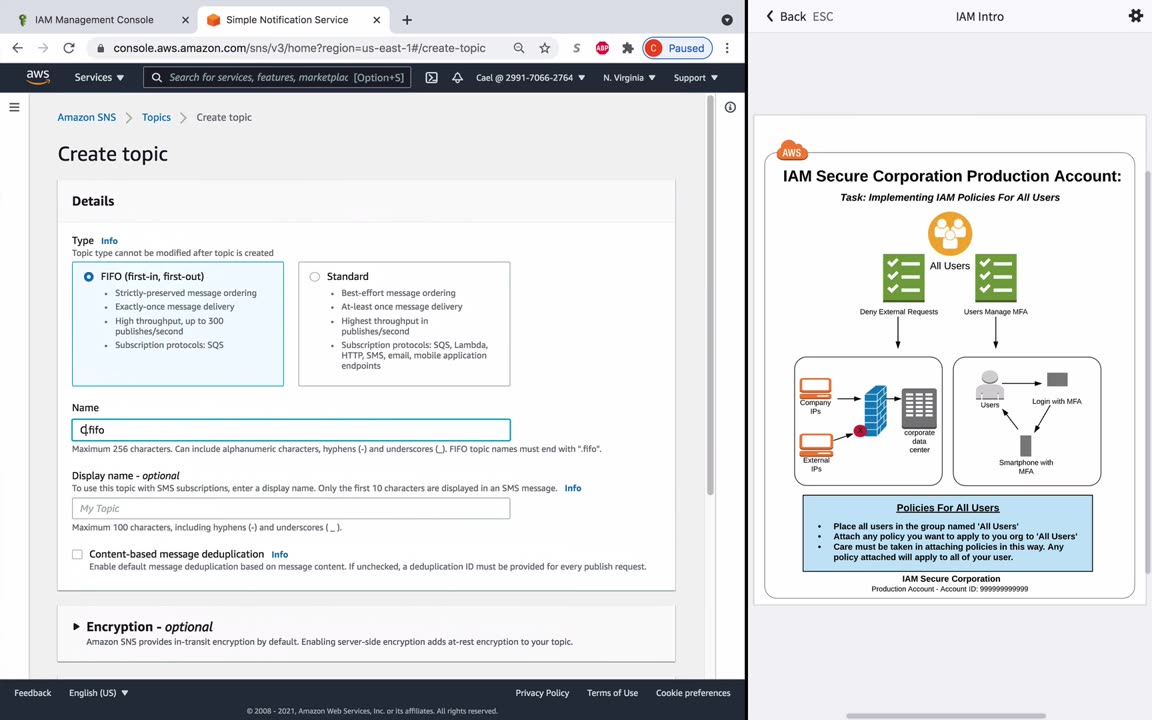 IAM Management Console
Simple Notification Service
console.aws.amazon.com/sns/v3/home?region=us-east-1#/create-topic
S
ABP
C Paused
aws
Services
Search for services, features, marketplac [Option+S]
Cael @ 2991-7066-2764
N. Virginia
Support
Amazon SNS
Topics
Create topic
Create topic
Details
Type Info
Topic type cannot be modified after topic is created
FIFO (first-in, first-out)
Strictly-preserved message ordering
Exactly-once message delivery
High throughput, up to 300
publishes/second
Subscription protocols: SQS
Standard
Best-effort message ordering
At-least once message delivery
Highest throughput in
publishes/second
Subscription protocols: SQS, Lambda,
HTTP, SMS, email, mobile application
endpoints
Name
C.fifo
Maximum 256 characters. Can include alphanumeric characters, hyphens (-) and underscores (_). FIFO topic names must end with ".fifo".
Display name - optional
To use this topic with SMS subscriptions, enter a display name. Only the first 10 characters are displayed in an SMS message. Info
My Topic
Maximum 100 characters, including hyphens (-) and underscores (_).
Content-based message deduplication Info
Enable default message deduplication based on message content. If unchecked, a deduplication ID must be provided for every publish request.
Encryption - optional
Amazon SNS provides in-transit encryption by default. Enabling server-side encryption adds at-rest encryption to your topic.
Feedback
English (US)
Privacy Policy
Terms of Use
Cookie preferences
© 2008 - 2021, Amazon Web Services, Inc. or its affiliates. All rights reserved.
Back ESC
IAM Intro
AWS
IAM Secure Corporation Production Account:
Task: Implementing IAM Policies For All Users
All Users
Deny External Requests
Users Manage MFA
Company
IPs
External
IPs
X
corporate
data
center
Users
Login with MFA
Smartphone with
MFA
Policies For All Users
Place all users in the group named 'All Users'
Attach any policy you want to apply to you org to 'All Users'
Care must be taken in attaching policies in this way. Any
policy attached will apply to all of your user.
IAM Secure Corporation
Production Account - Account ID: 999999999999